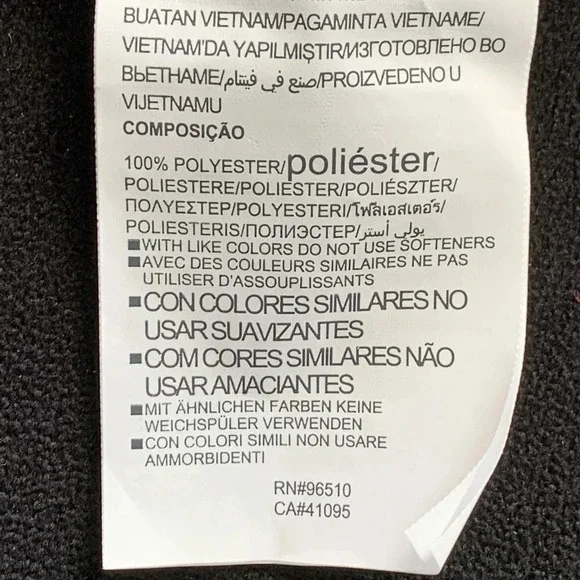 BUATAN VIETNAM/PAGAMINTA VIETNAME/
VIETNAM'DA YAPILMIŞTIR/ИЗГОТОВЛЕНО ВО
ВЬЕТНАМЕ/صنع في فيتنام/PROIZVEDENO U
VIJETNAMU
COMPOSIÇÃO
100% POLYESTER/poliéster/
POLIESTERE/POLIESTER/POLIÉSZTER/
ΠΟΛΥΕΣΤΕΡ/POLYESTERI/โพลีเอสเตอร์/
POLIESTERIS/ПОЛИЭСТЕР/بولي أستر/
■WITH LIKE COLORS DO NOT USE SOFTENERS
■AVEC DES COULEURS SIMILAIRES NE PAS
UTILISER D'ASSOUPLISSANTS
■CON COLORES SIMILARES NO
USAR SUAVIZANTES
■COM CORES SIMILARES NÃO
USAR AMACIANTES
■MIT ÄHNLICHEN FARBEN KEINE
WEICHSPÜLER VERWENDEN
■CON COLORI SIMILI NON USARE
AMMORBIDENTI
RN#96510
CA#41095